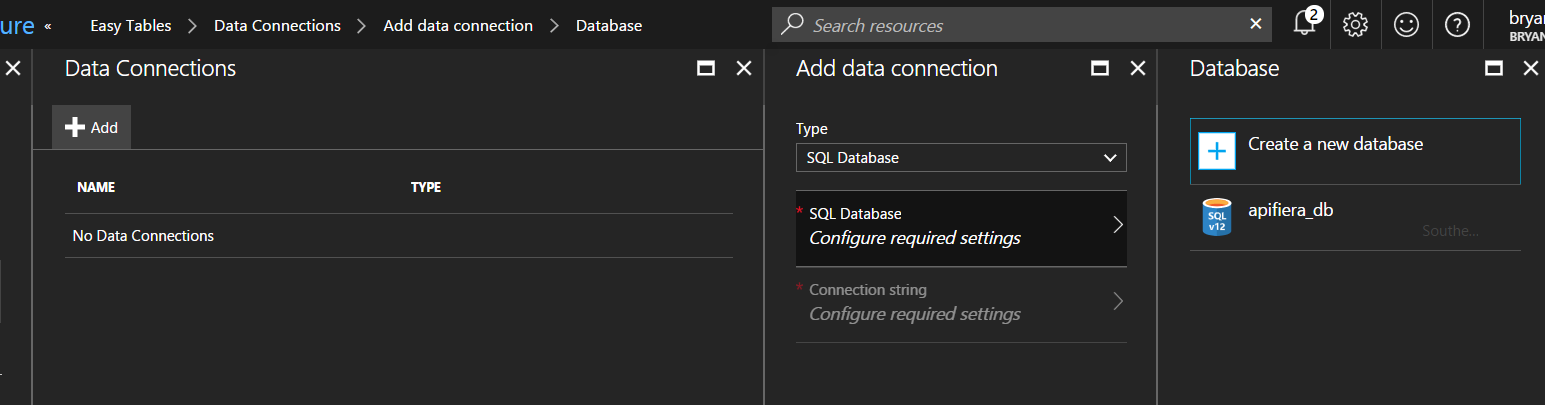 ure « Easy Tables > Data Connections > Add data connection > Database Search resources 2 bryan
BRYAN
Data Connections
Add
NAME TYPE
No Data Connections
Add data connection
Type
SQL Database
* SQL Database
Configure required settings
* Connection string
Configure required settings
Database
Create a new database
SQL
v12
apifiera_db
Southe...